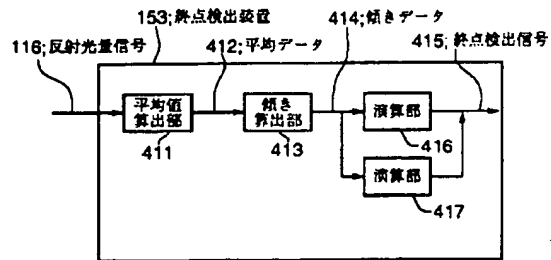 153;終点検出装置
414;傾きデータ
412;平均データ
415;終点検出信号
116;反射光量信号
平均値
算出部
411
傾き
算出部
413
演算部
416
演算部
417